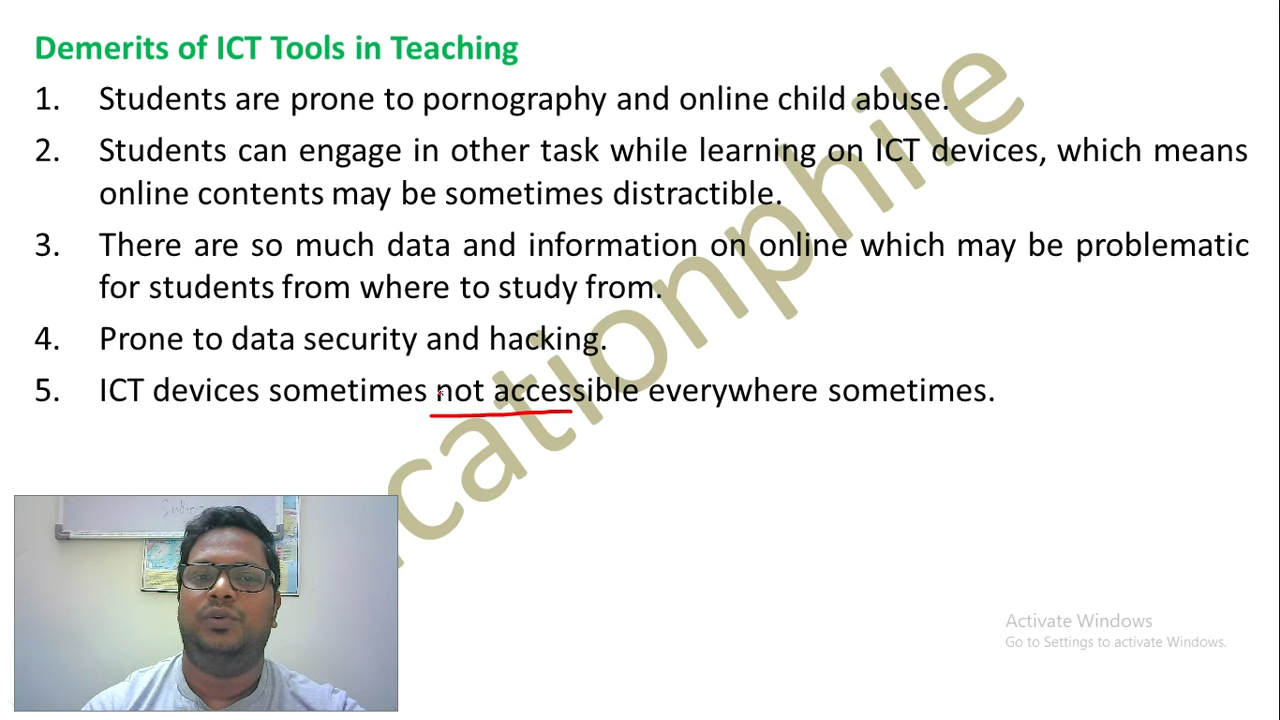 Demerits of ICT Tools in Teaching
1. Students are prone to pornography and online child abuse.
2. Students can engage in other task while learning on ICT devices, which means
online contents may be sometimes distractible.
3. There are so much data and information on online which may be problematic
for students from where to study from.
4. Prone to data security and hacking.
5. ICT devices sometimes not accessible everywhere sometimes.
cationphile
Activate Windows
Go to Settings to activate Windows.